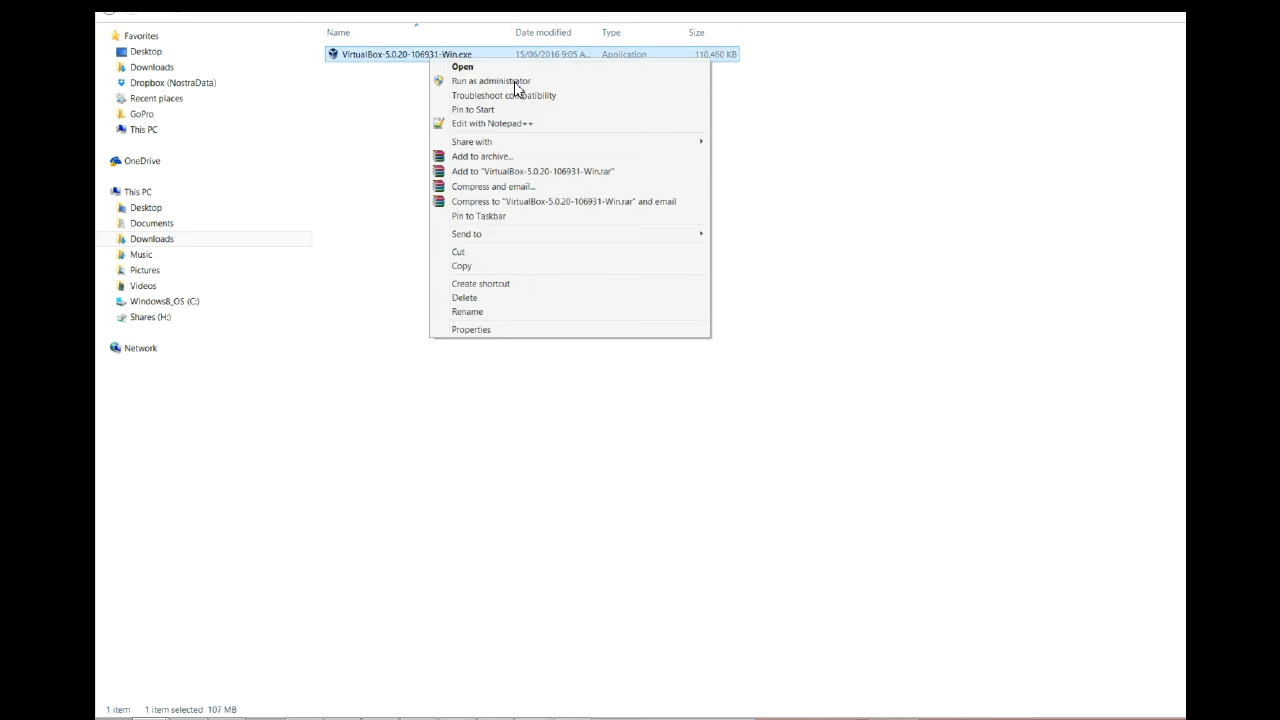 Name Date modified Type Size
VirtualBox-5.0.20-106931-Win.exe 15/06/2016 9:05 A... Application 110,460 KB
Favorites
Desktop
Downloads
Dropbox (NostraData)
Recent places
GoPro
This PC
OneDrive
This PC
Desktop
Documents
Downloads
Music
Pictures
Videos
Windows8_OS (C:)
Shares (H:)
Network
Open
Run as administrator
Troubleshoot compatibility
Pin to Start
Edit with Notepad++
Share with
Add to archive...
Add to "VirtualBox-5.0.20-106931-Win.rar"
Compress and email...
Compress to "VirtualBox-5.0.20-106931-Win.rar" and email
Pin to Taskbar
Send to
Cut
Copy
Create shortcut
Delete
Rename
Properties
1 item 1 item selected 107 MB